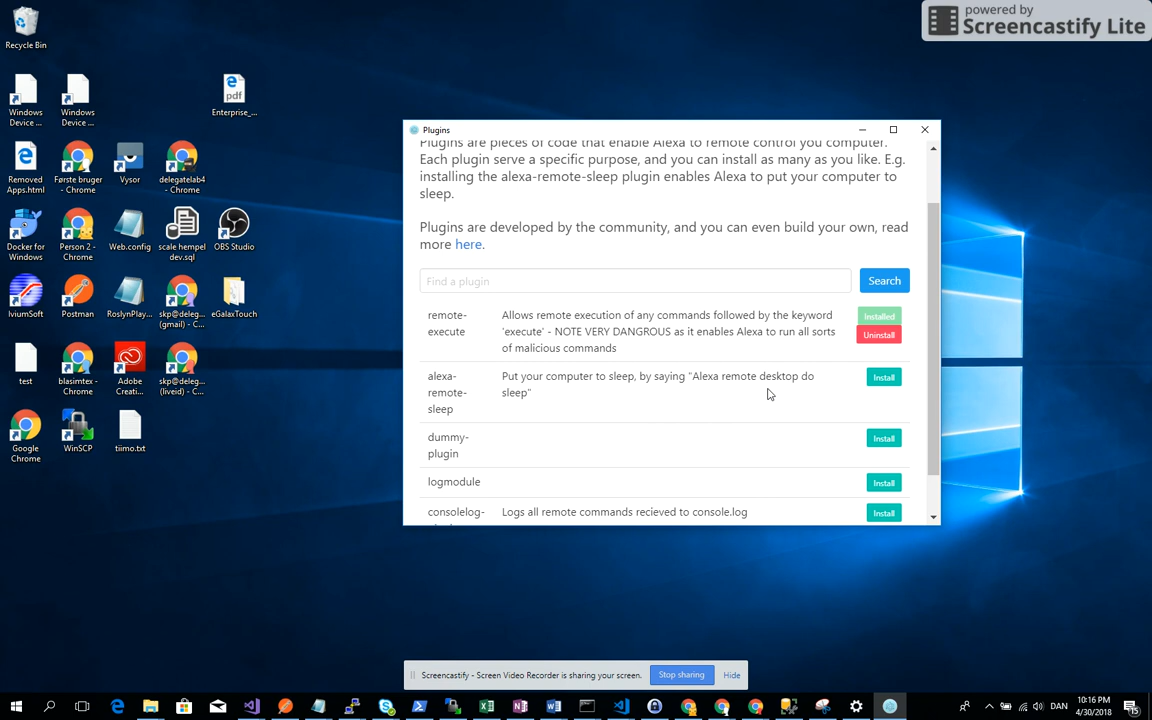 powered by
Screencastify Lite
Recycle Bin
Windows
Device ...
Windows
Device ...
pdf
Enterprise_...
Removed
Apps.html
Første bruger
- Chrome
Vysor
delegatelab4
- Chrome
Docker for
Windows
Person 2 -
Chrome
Web.config
scale hempel
dev.sql
OBS Studio
IviumSoft
Postman
RoslynPlay...
skp@deleg...
(gmail) - C...
eGalaxTouch
test
blasimtex -
Chrome
Adobe
Creati...
skp@deleg...
(liveid) - C...
Google
Chrome
WinSCP
tiimo.txt
Plugins
Plugins are pieces of code that enable Alexa to remote control you computer.
Each plugin serve a specific purpose, and you can install as many as you like. E.g.
installing the alexa-remote-sleep plugin enables Alexa to put your computer to
sleep.
Plugins are developed by the community, and you can even build your own, read
more here.
Find a plugin
Search
remote-
execute
Allows remote execution of any commands followed by the keyword
'execute' - NOTE VERY DANGROUS as it enables Alexa to run all sorts
of malicious commands
Installed
Uninstall
alexa-
remote-
sleep
Put your computer to sleep, by saying "Alexa remote desktop do
sleep"
Install
dummy-
plugin
Install
logmodule
Install
consolelog-
Logs all remote commands recieved to console.log
Install
Screencastify - Screen Video Recorder is sharing your screen.
Stop sharing
Hide
DAN
10:16 PM
4/30/2018
15